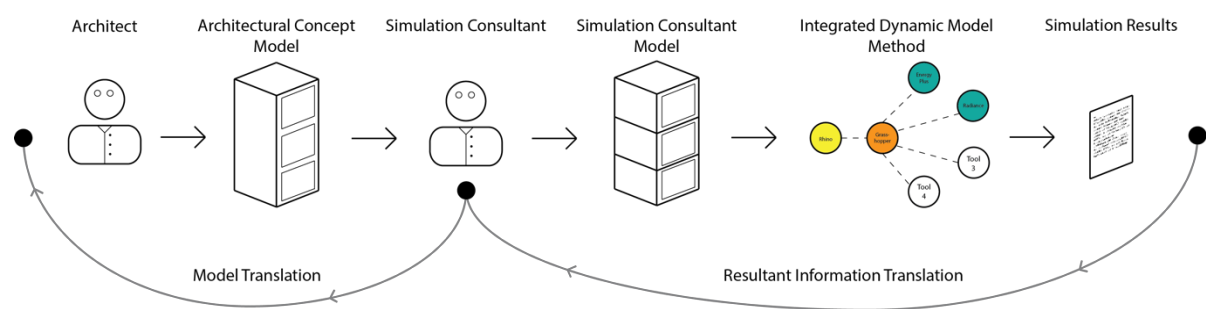 Architect
Architectural Concept
Model
Simulation Consultant
Simulation Consultant
Model
Integrated Dynamic Model
Method
Simulation Results
Energy
Plus
Radiance
Rhino
Grass-
hopper
Tool
3
Tool
4
Model Translation
Resultant Information Translation